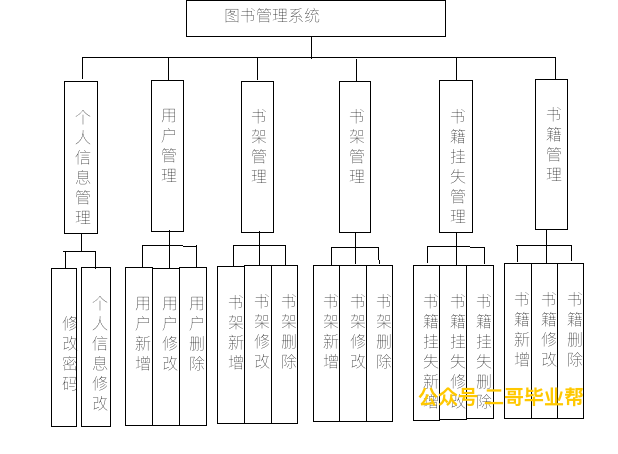 图书管理系统
个人信息管理
用户管理
书架管理
书架管理
书籍挂失管理
书籍管理
修改密码
个人信息修改
用户新增
用户修改
用户删除
书架新增
书架修改
书架删除
书架新增
书架修改
书架删除
书籍挂失新增
书籍挂失修改
书籍挂失删除
书籍新增
书籍修改
书籍删除
公众号 二哥毕业帮